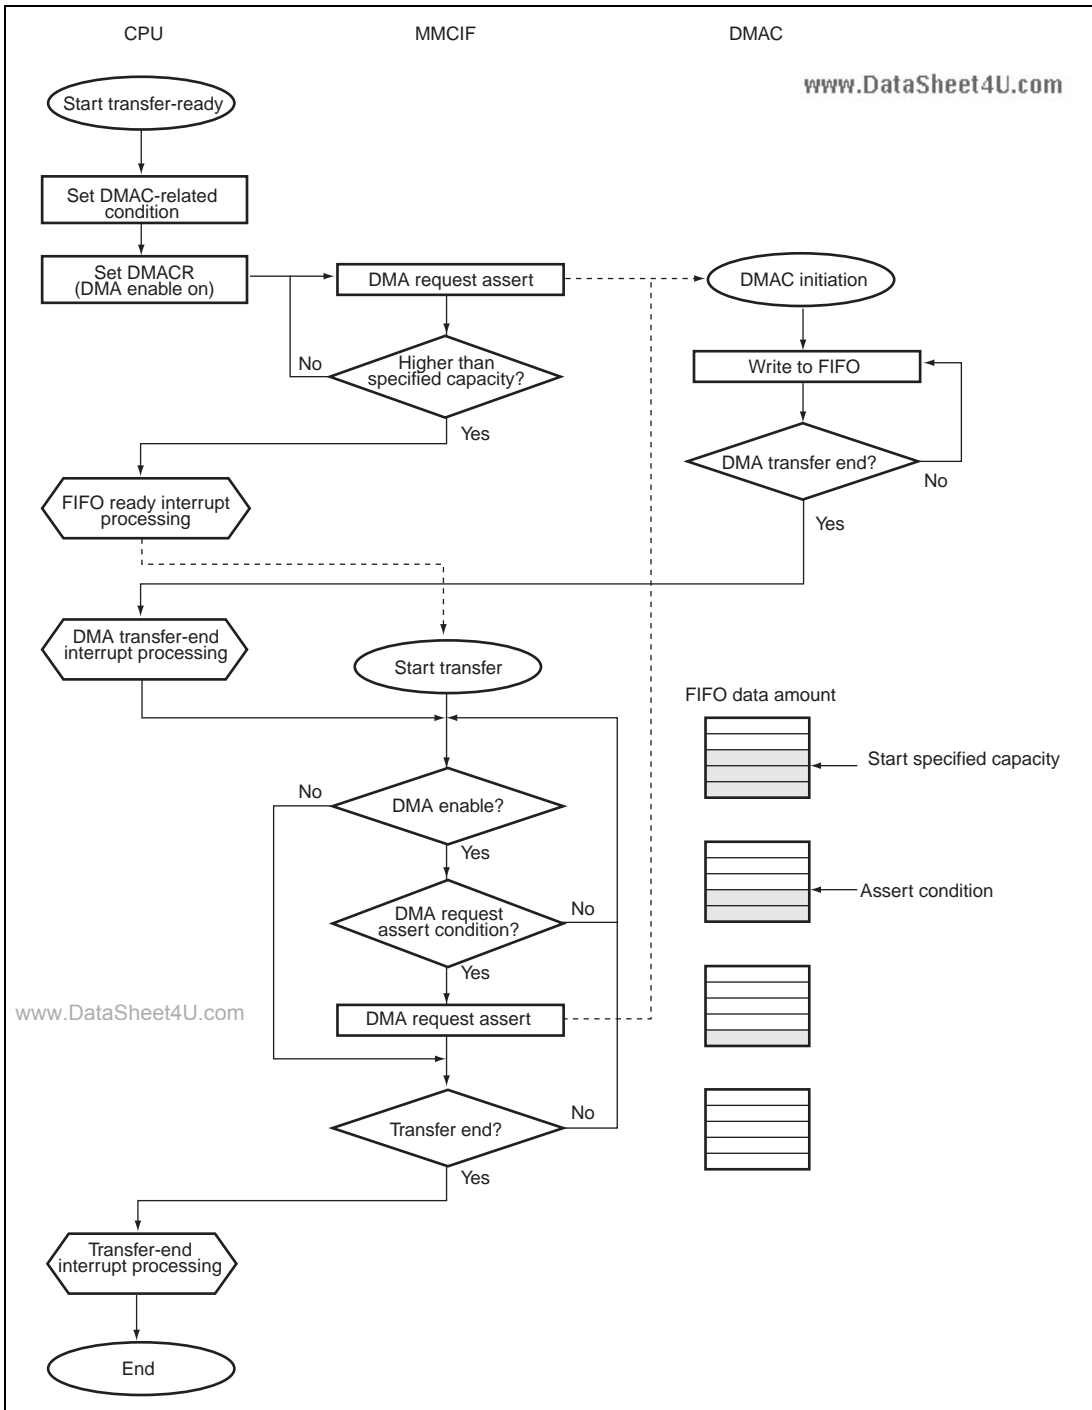 CPU
MMCIF
DMAC
www.DataSheet4U.com
Start transfer-ready
Set DMAC-related
condition
Set DMACR
(DMA enable on)
DMA request assert
DMAC initiation
No
Higher than
specified capacity?
Yes
Write to FIFO
DMA transfer end?
No
Yes
FIFO ready interrupt
processing
DMA transfer-end
interrupt processing
Start transfer
FIFO data amount
Start specified capacity
No
DMA enable?
Yes
Assert condition
DMA request
assert condition?
No
Yes
www.DataSheet4U.com
DMA request assert
Transfer end?
No
Yes
Transfer-end
interrupt processing
End